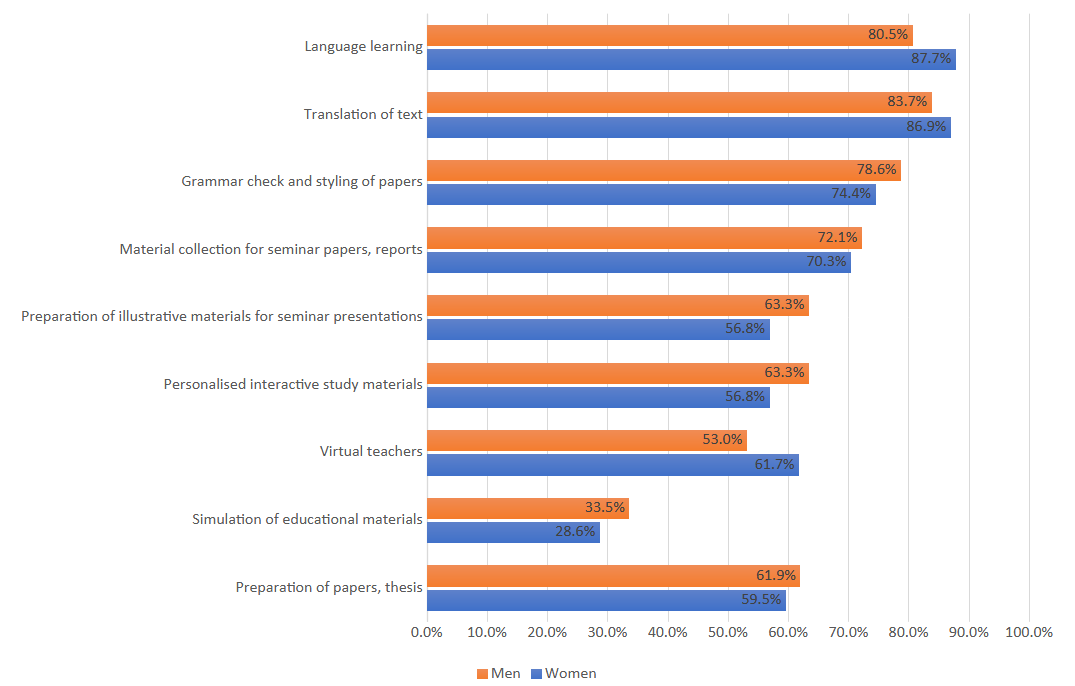 Language learning
80.5%
87.7%
Translation of text
83.7%
86.9%
Grammar check and styling of papers
78.6%
74.4%
Material collection for seminar papers, reports
72.1%
70.3%
Preparation of illustrative materials for seminar presentations
63.3%
56.8%
Personalised interactive study materials
63.3%
56.8%
Virtual teachers
53.0%
61.7%
Simulation of educational materials
33.5%
28.6%
Preparation of papers, thesis
61.9%
59.5%
0.0% 10.0% 20.0% 30.0% 40.0% 50.0% 60.0% 70.0% 80.0% 90.0% 100.0%
Men Women